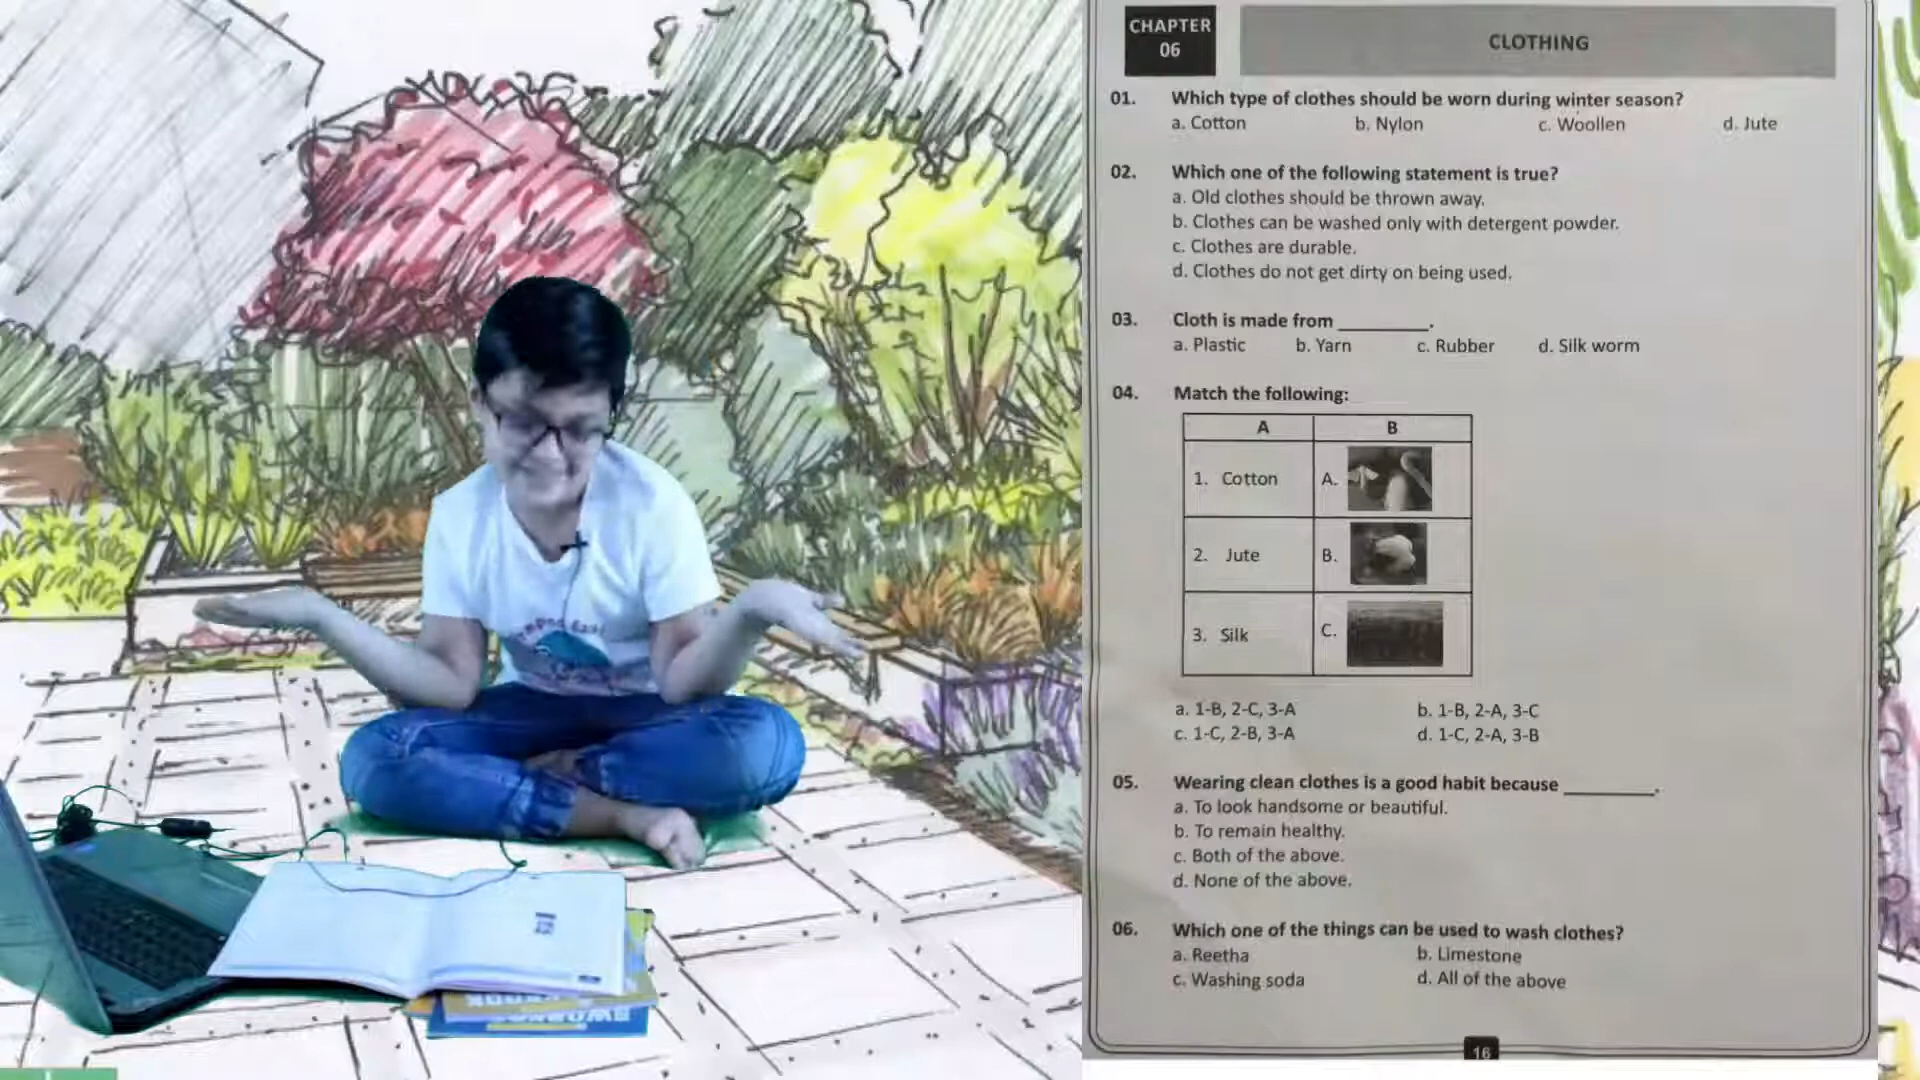 CHAPTER
06
CLOTHING
01. Which type of clothes should be worn during winter season?
a. Cotton b. Nylon c. Woollen d. Jute
02. Which one of the following statement is true?
a. Old clothes should be thrown away.
b. Clothes can be washed only with detergent powder.
c. Clothes are durable.
d. Clothes do not get dirty on being used.
03. Cloth is made from ________.
a. Plastic b. Yarn c. Rubber d. Silk worm
04. Match the following:
A B
1. Cotton A.
2. Jute B.
3. Silk C.
a. 1-B, 2-C, 3-A b. 1-B, 2-A, 3-C
c. 1-C, 2-B, 3-A d. 1-C, 2-A, 3-B
05. Wearing clean clothes is a good habit because ________.
a. To look handsome or beautiful.
b. To remain healthy.
c. Both of the above.
d. None of the above.
06. Which one of the things can be used to wash clothes?
a. Reetha b. Limestone
c. Washing soda d. All of the above
16